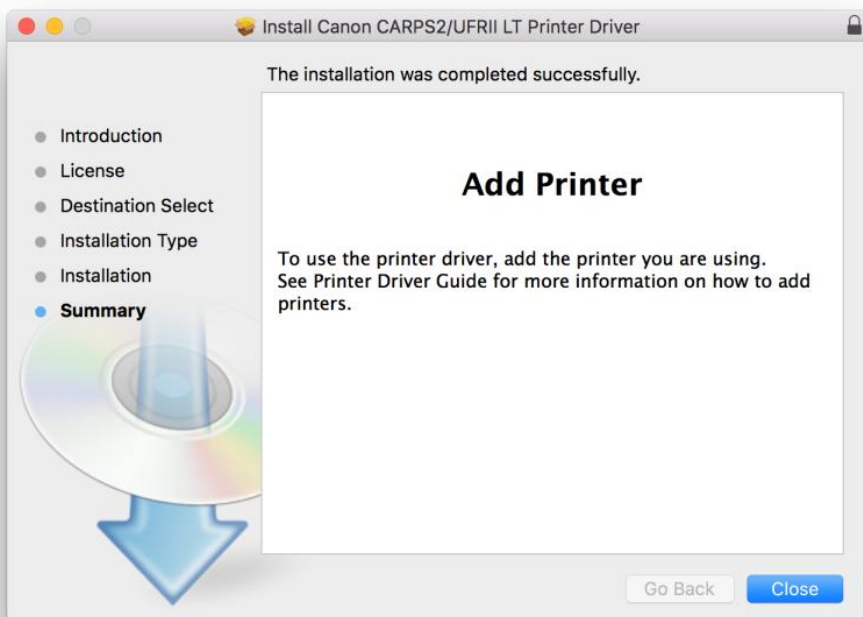 Install Canon CARPS2/UFRII LT Printer Driver
The installation was completed successfully.
Introduction
License
Destination Select
Installation Type
Installation
Summary
Add Printer
To use the printer driver, add the printer you are using.
See Printer Driver Guide for more information on how to add
printers.
Go Back
Close